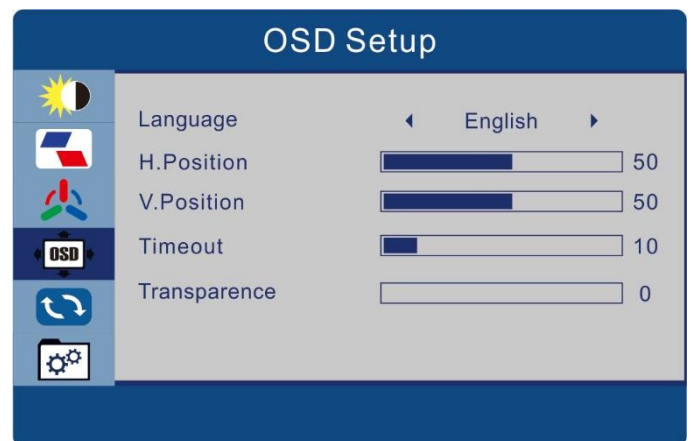 OSD Setup
Language English
H.Position 50
V.Position 50
OSD Timeout 10
Transparence 0